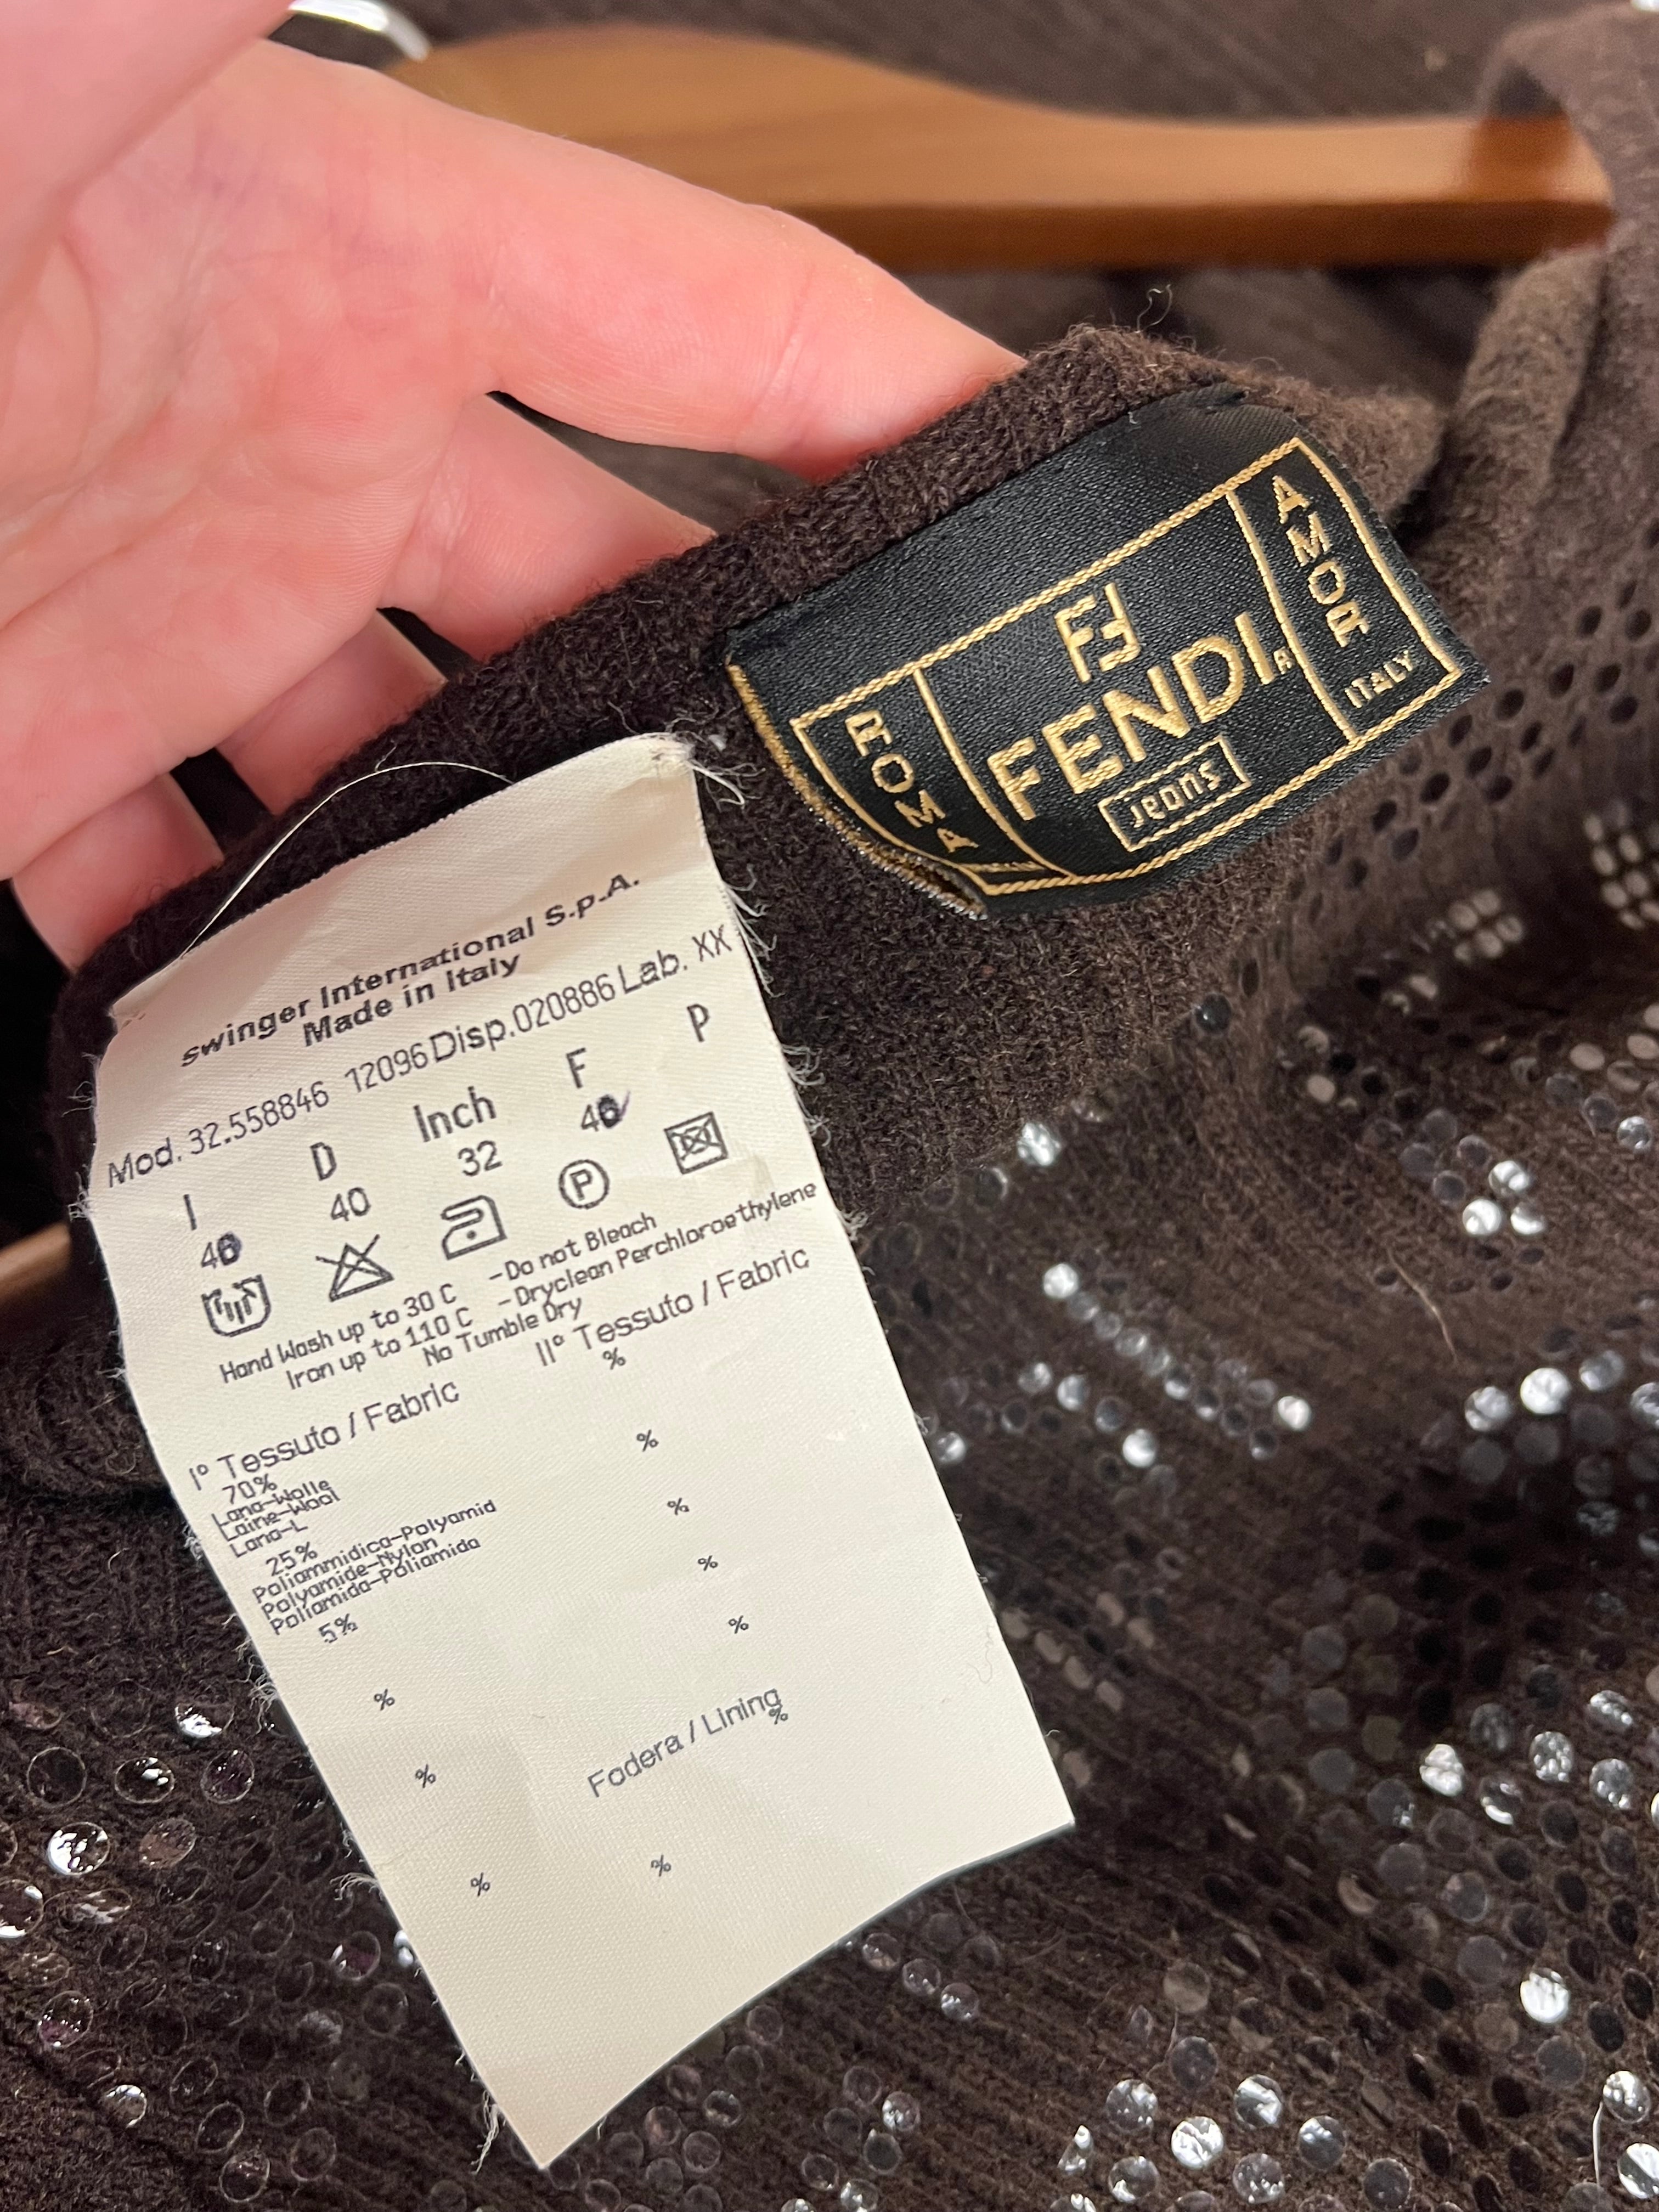 ROMA
FENDI®
jeans
AMOR
ITALY
swinger International S.p.A.
Made in Italy
Mod. 32.558846 12096 Disp.020886 Lab. XX
I D Inch F P
40 32
P
Hand Wash up to 30 C -Do not Bleach
Iron up to 110 C -Dryclean Perchloroethylene
No Tumble Dry
I° Tessuto / Fabric II° Tessuto / Fabric
70% %
Lana-Wolle
Laine-Wool
Lana-L
%
25%
Poliammidica-Polyamid
Polyamide-Nylon
Poliamida-Poliamida
%
5% %
% %
% Fodera / Lining
%
% %